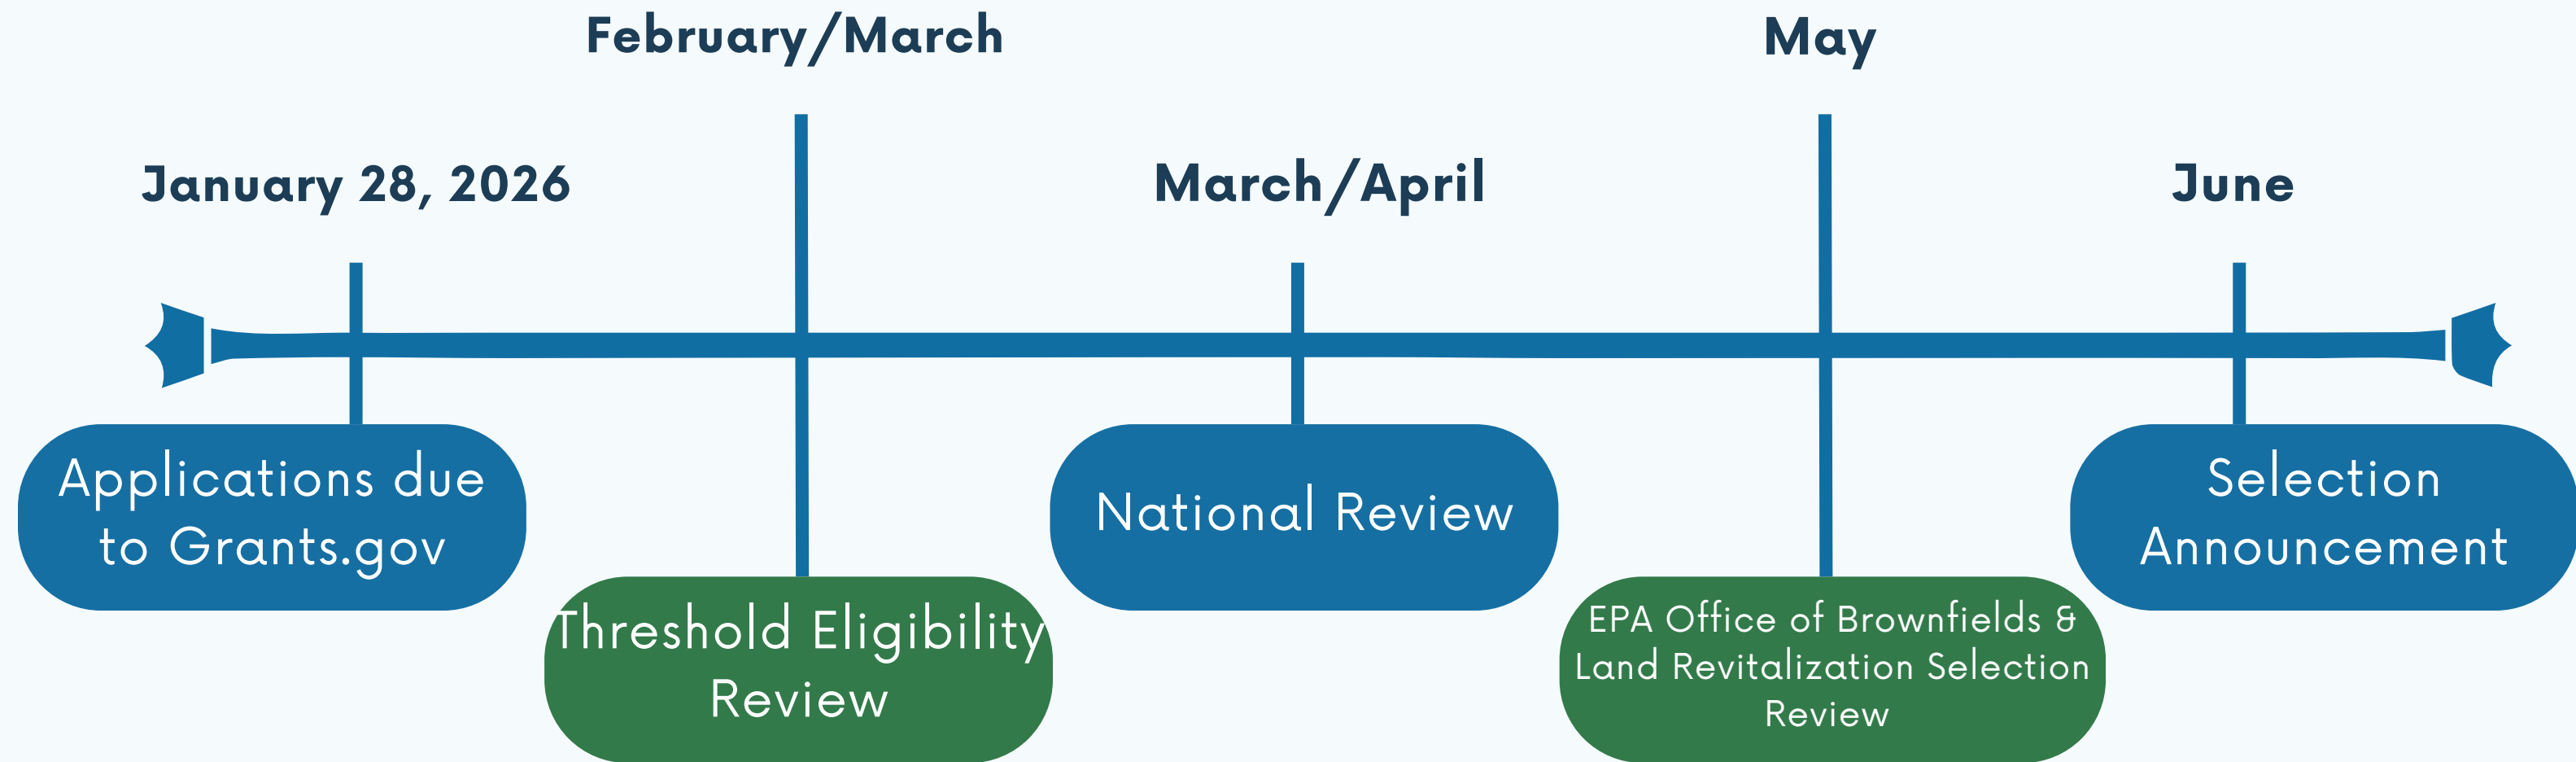 January 28, 2026
Applications due
to Grants.gov
February/March
Threshold Eligibility
Review
March/April
National Review
May
EPA Office of Brownfields &
Land Revitalization Selection
Review
June
Selection
Announcement